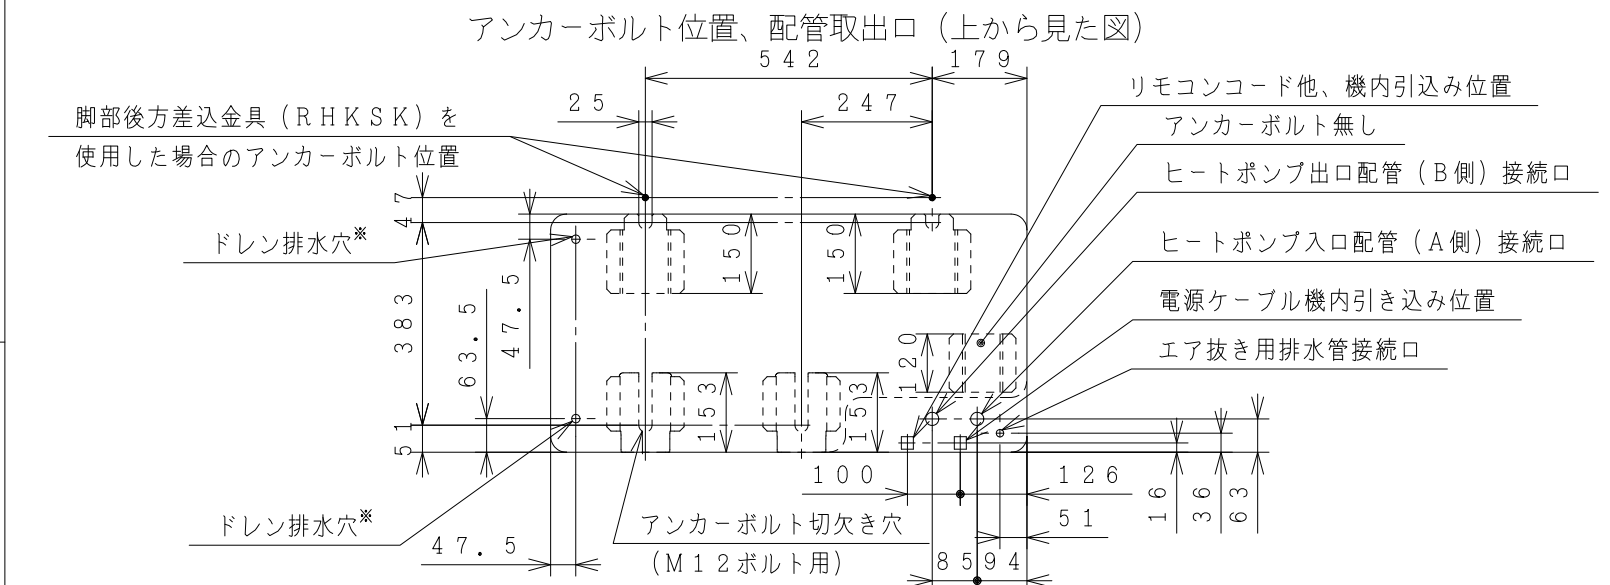 アンカーボルト位置、配管取出口（上から見た図）
542
179
25
247
リモコンコード他、機内引込み位置
脚部後方差込金具（RHKSK）を
使用した場合のアンカーボルト位置
アンカーボルト無し
ヒートポンプ出口配管（B側）接続口
47
ドレン排水穴※
150
150
ヒートポンプ入口配管（A側）接続口
47.5
電源ケーブル機内引き込み位置
383
63.5
120
エア抜き用排水管接続口
153
153
51
100
126
16
36
63
ドレン排水穴※
アンカーボルト切欠き穴
（M12ボルト用）
51
47.5
85
94